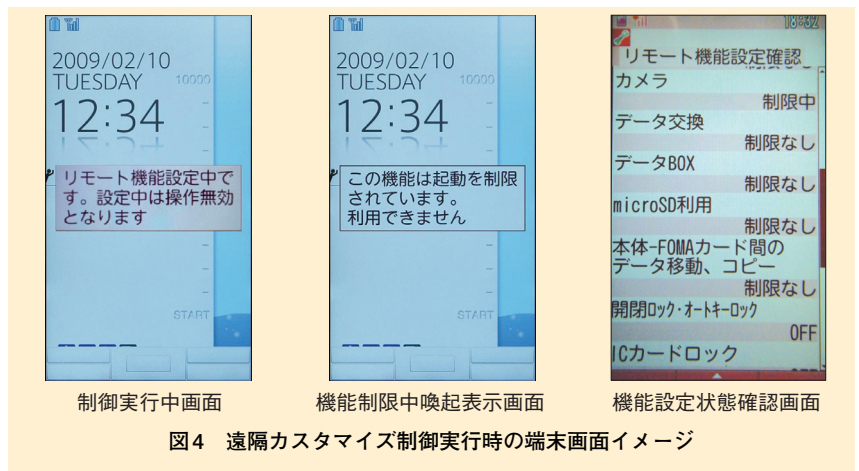 2009/02/10
TUESDAY
10000
12:34
リモート機能設定中で
す。設定中は操作無効
となります
START
制御実行中画面
2009/02/10
TUESDAY
10000
12:34
この機能は起動を制限
されています。
利用できません
START
機能制限中喚起表示画面
18:32
リモート機能設定確認
カメラ
制限中
データ交換
制限なし
データBOX
制限なし
microSD利用
制限なし
本体-FOMAカード間の
データ移動、コピー
制限なし
開閉ロック・オートキーロック
OFF
ICカードロック
機能設定状態確認画面
図4 遠隔カスタマイズ制御実行時の端末画面イメージ